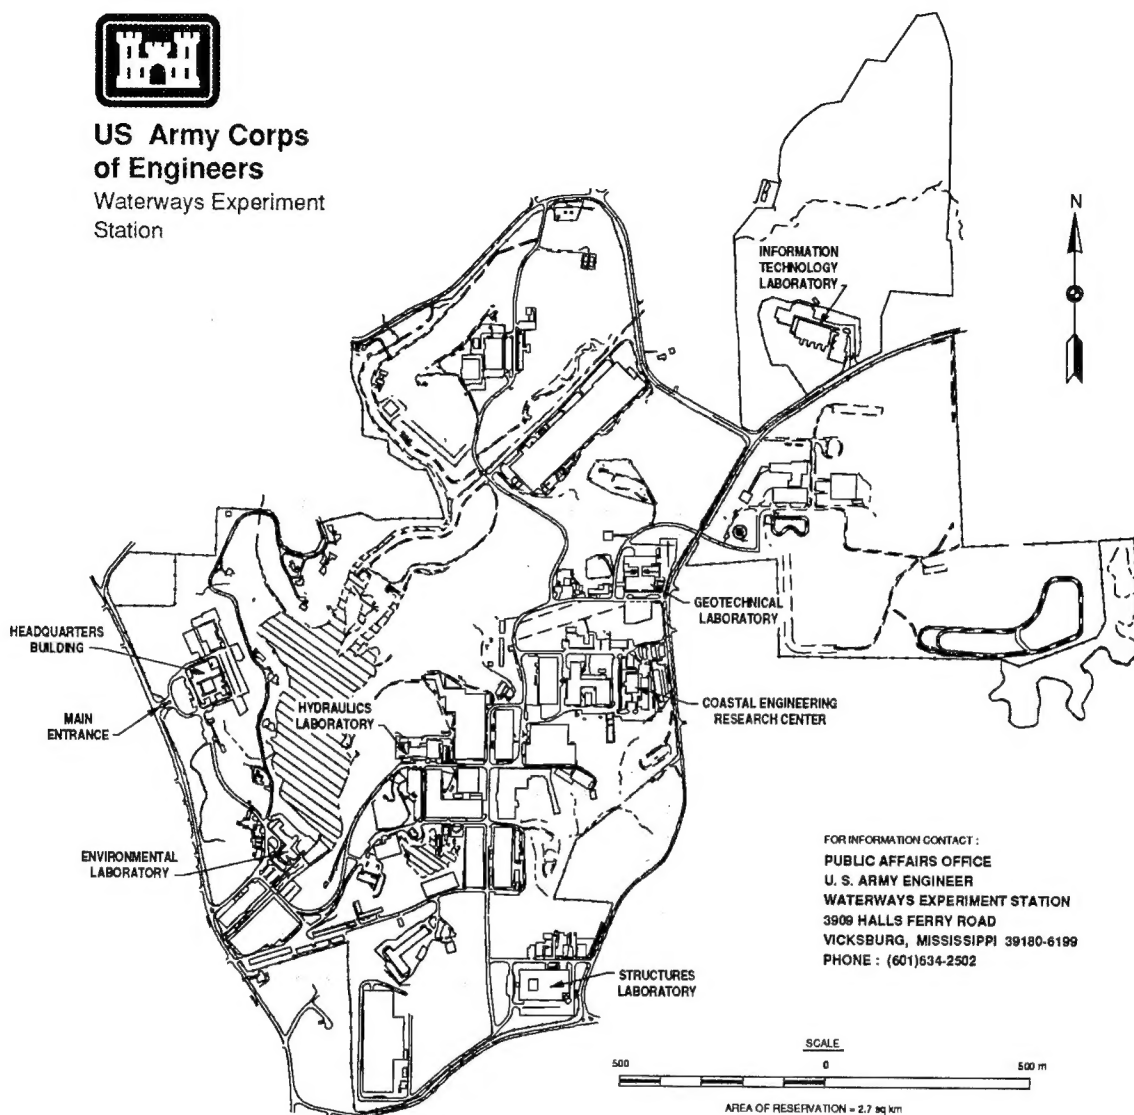 US Army Corps
of Engineers
Waterways Experiment
Station
N
INFORMATION
TECHNOLOGY
LABORATORY
GEOTECHNICAL
LABORATORY
HEADQUARTERS
BUILDING
HYDRAULICS
LABORATORY
COASTAL ENGINEERING
RESEARCH CENTER
MAIN
ENTRANCE
ENVIRONMENTAL
LABORATORY
STRUCTURES
LABORATORY
FOR INFORMATION CONTACT :
PUBLIC AFFAIRS OFFICE
U. S. ARMY ENGINEER
WATERWAYS EXPERIMENT STATION
3909 HALLS FERRY ROAD
VICKSBURG, MISSISSIPPI 39180-6199
PHONE : (601)634-2502
SCALE
500 0 500 m
AREA OF RESERVATION = 2.7 sq km